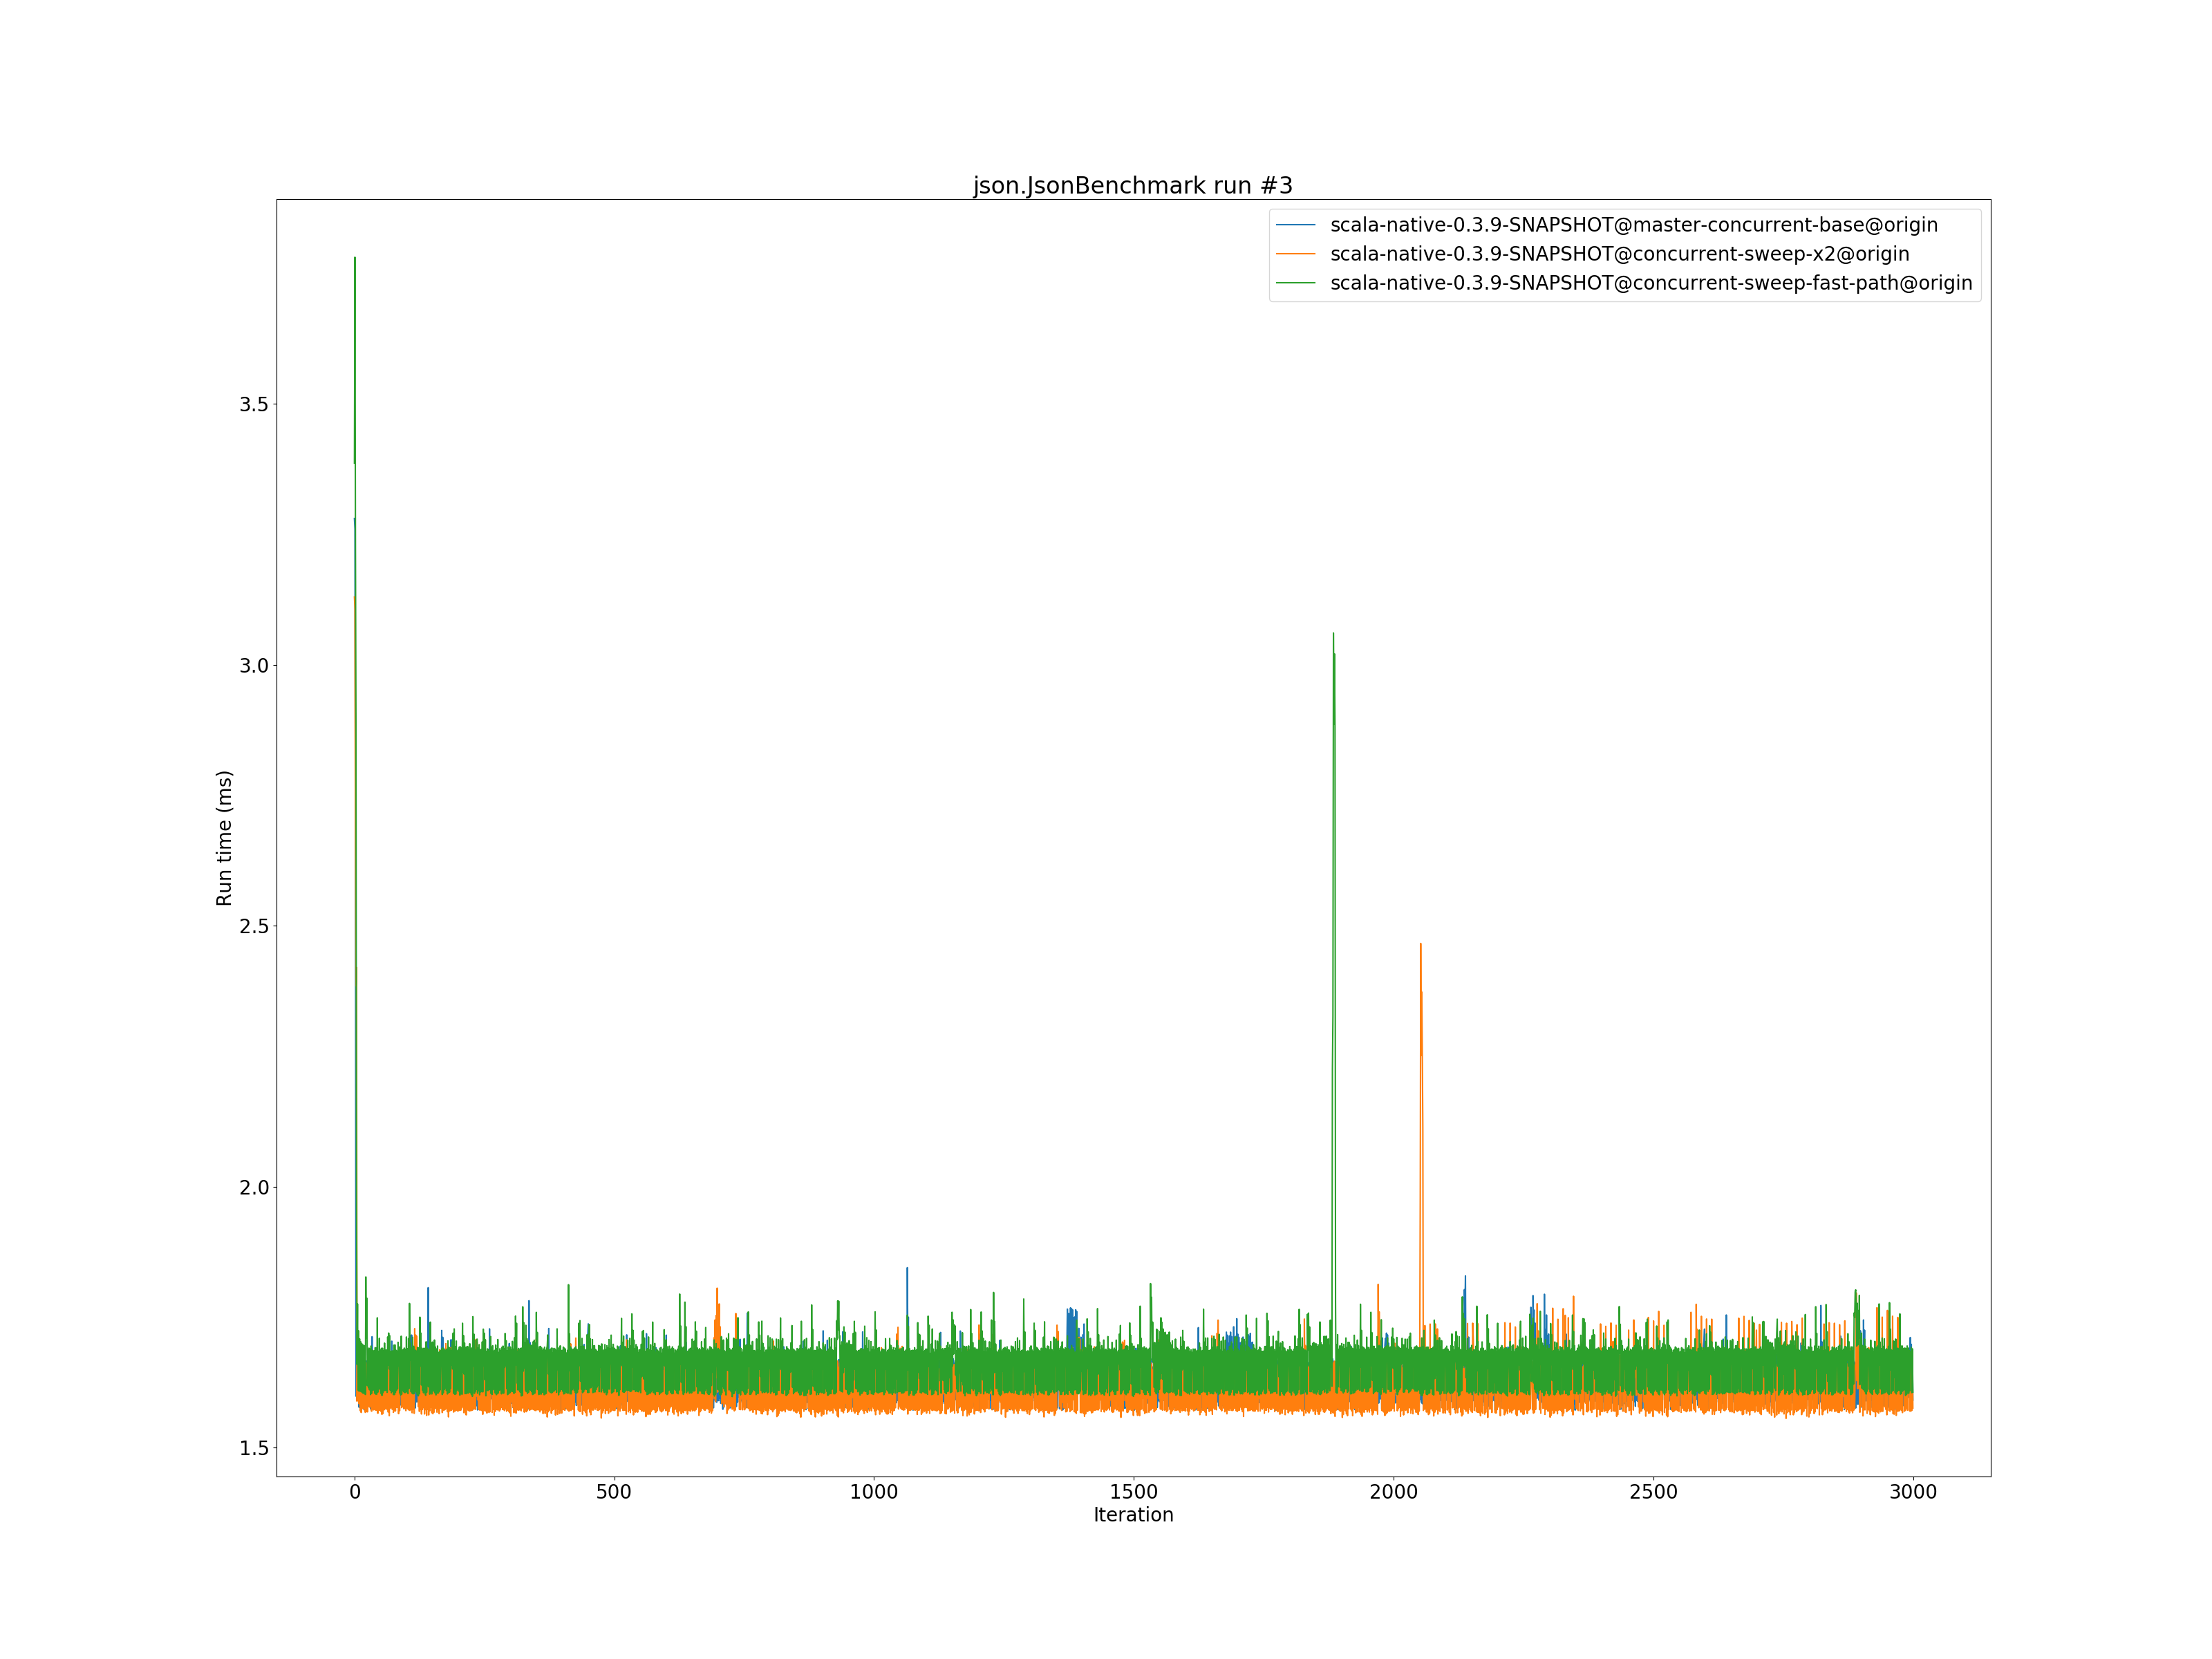 json.JsonBenchmark run #3
scala-native-0.3.9-SNAPSHOT@master-concurrent-base@origin
scala-native-0.3.9-SNAPSHOT@concurrent-sweep-x2@origin
scala-native-0.3.9-SNAPSHOT@concurrent-sweep-fast-path@origin
Run time (ms)
3.5
3.0
2.5
2.0
1.5
0 500 1000 1500 2000 2500 3000
Iteration